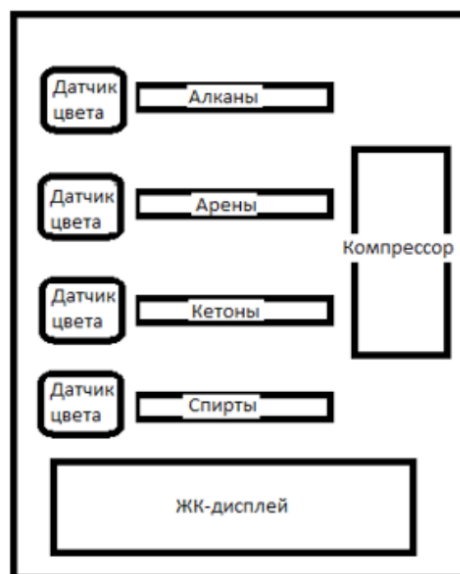 Датчик
цвета
Алканы
Датчик
цвета
Арены
Компрессор
Датчик
цвета
Кетоны
Датчик
цвета
Спирты
ЖК-дисплей